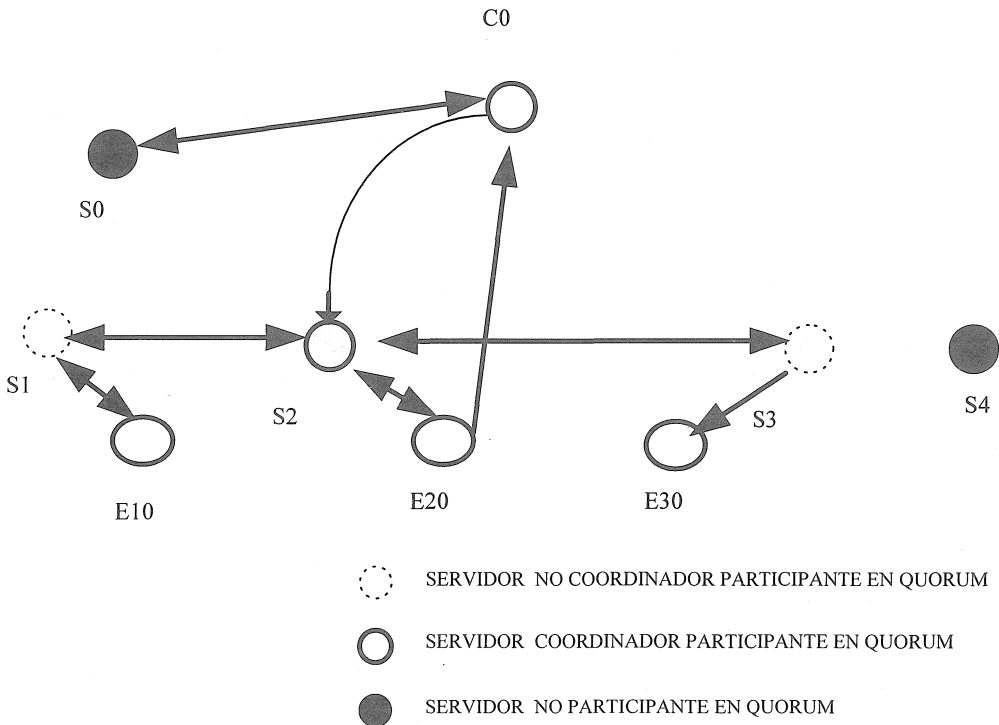 C0
S0
S1
S2
S3
S4
E10
E20
E30
SERVIDOR NO COORDINADOR PARTICIPANTE EN QUORUM
SERVIDOR COORDINADOR PARTICIPANTE EN QUORUM
SERVIDOR NO PARTICIPANTE EN QUORUM